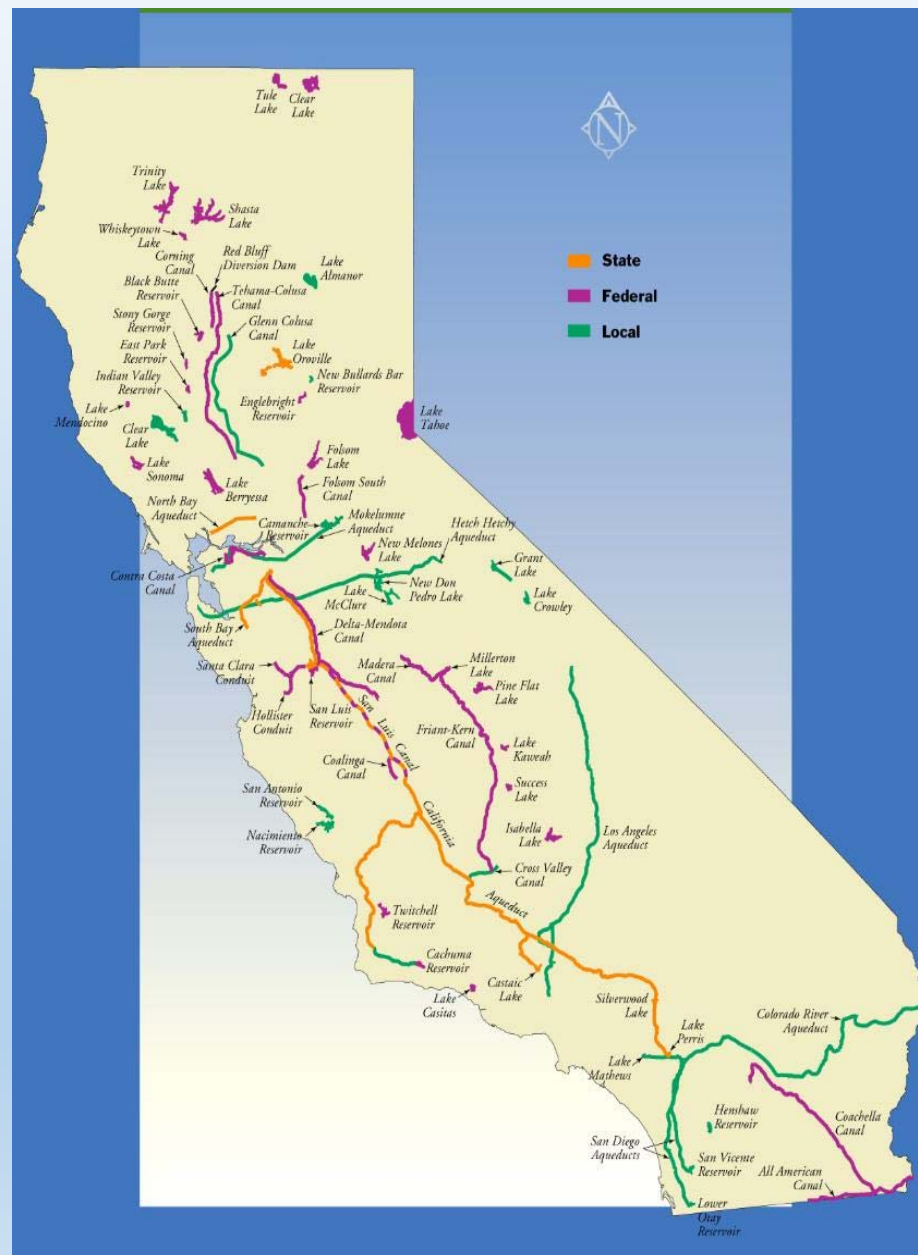 Tule
Lake
Clear
Lake
N
Trinity
Lake
Shasta
Lake
Whiskeytown
Lake
Corning
Canal
Red Bluff
Diversion Dam
Lake
Almanor
Black Butte
Reservoir
Tehama-Colusa
Canal
Stony Gorge
Reservoir
Glenn Colusa
Canal
East Park
Reservoir
Lake
Oroville
Indian Valley
Reservoir
New Bullards Bar
Reservoir
Englebright
Reservoir
Lake
Mendocino
Clear
Lake
Lake
Tahoe
State
Federal
Local
Lake
Sonoma
Lake
Berryessa
Folsom
Lake
Folsom South
Canal
North Bay
Aqueduct
Camanche
Reservoir
Mokelumne
Aqueduct
Hetch Hetchy
Aqueduct
New Melones
Lake
Grant
Lake
Contra Costa
Canal
New Don
Pedro Lake
Lake
McClure
Lake
Crowley
South Bay
Aqueduct
Delta-Mendota
Canal
Santa Clara
Conduit
Madera
Canal
Millerton
Lake
Pine Flat
Lake
Hollister
Conduit
San Luis
Reservoir
San Luis Canal
Friant-Kern
Canal
Lake
Kaweah
Coalinga
Canal
Success
Lake
San Antonio
Reservoir
Nacimiento
Reservoir
California
Aqueduct
Isabella
Lake
Los Angeles
Aqueduct
Cross Valley
Canal
Twitchell
Reservoir
Cachuma
Reservoir
Lake
Casitas
Castaic
Lake
Silverwood
Lake
Lake
Perris
Colorado River
Aqueduct
Lake
Mathews
Henshaw
Reservoir
Coachella
Canal
San Diego
Aqueducts
San Vicente
Reservoir
All American
Canal
Lower
Otay
Reservoir